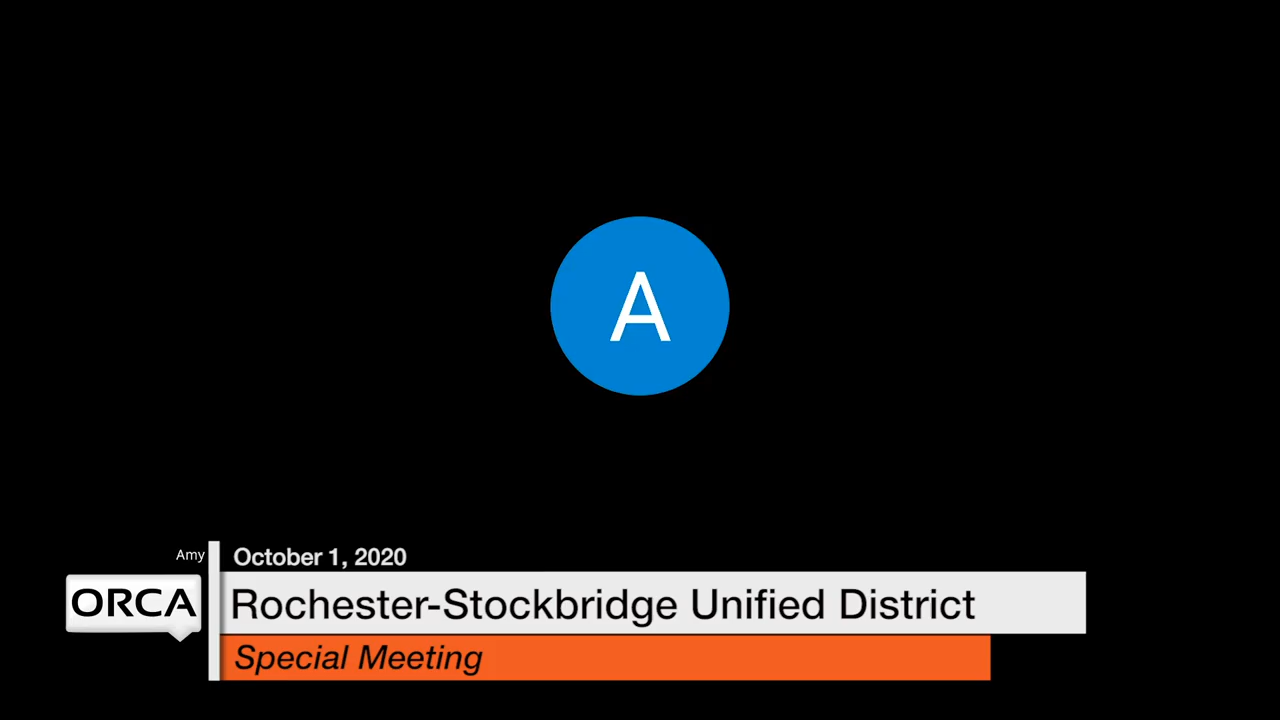 A
Amy
October 1, 2020
ORCA
Rochester-Stockbridge Unified District
Special Meeting